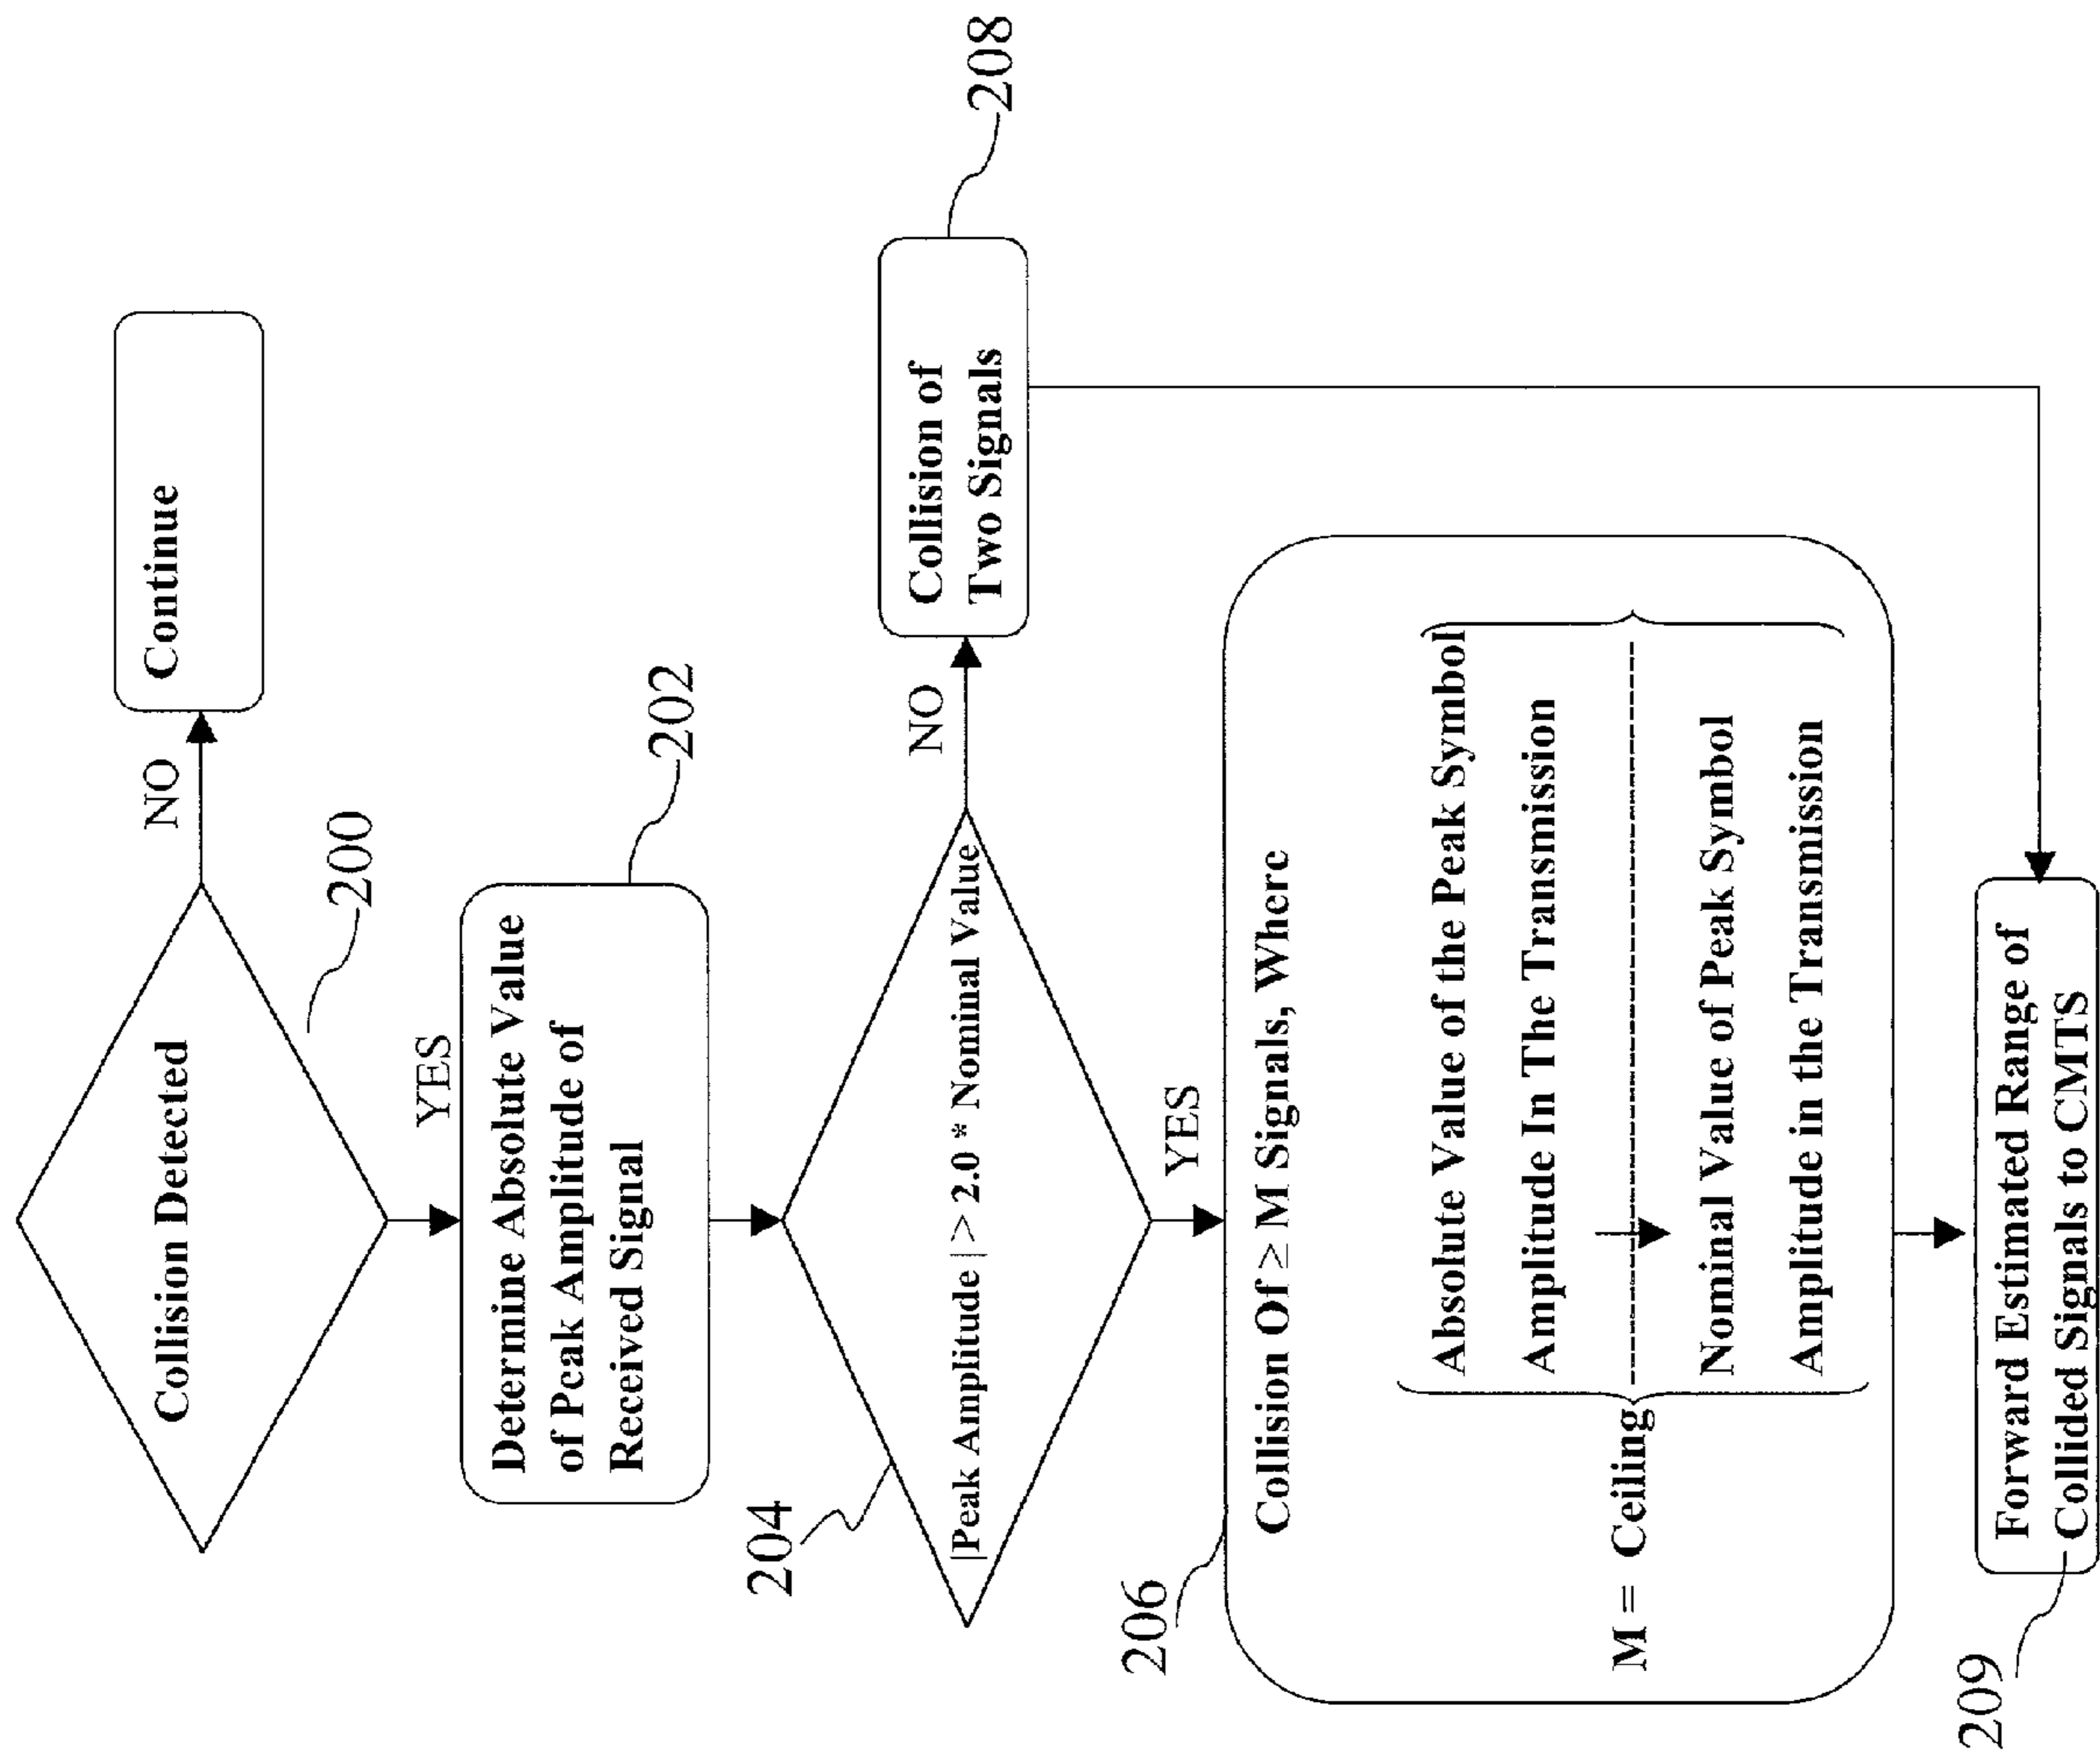 Collision Detected
NO
Continue
200
YES
Determine Absolute Value
of Peak Amplitude of
Received Signal
202
204
|Peak Amplitude |> 2.0 * Nominal Value
NO
Collision of
Two Signals
208
YES
206
Collision Of ≥ M Signals, Where
Absolute Value of the Peak Symbol
Amplitude In The Transmission
M = Ceiling
Nominal Value of Peak Symbol
Amplitude in the Transmission
Forward Estimated Range of
Collided Signals to CMTS
209